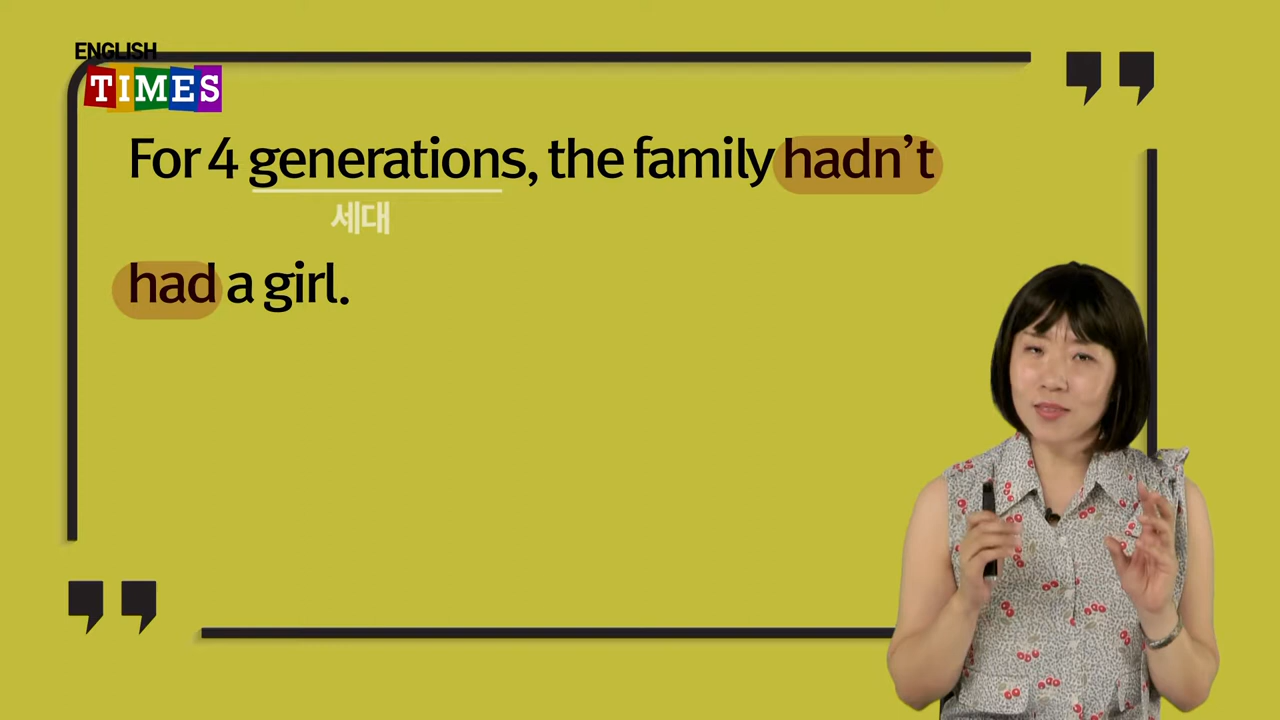 ENGLISH
TIMES
For 4 generations, the family hadn’t
세대
had a girl.